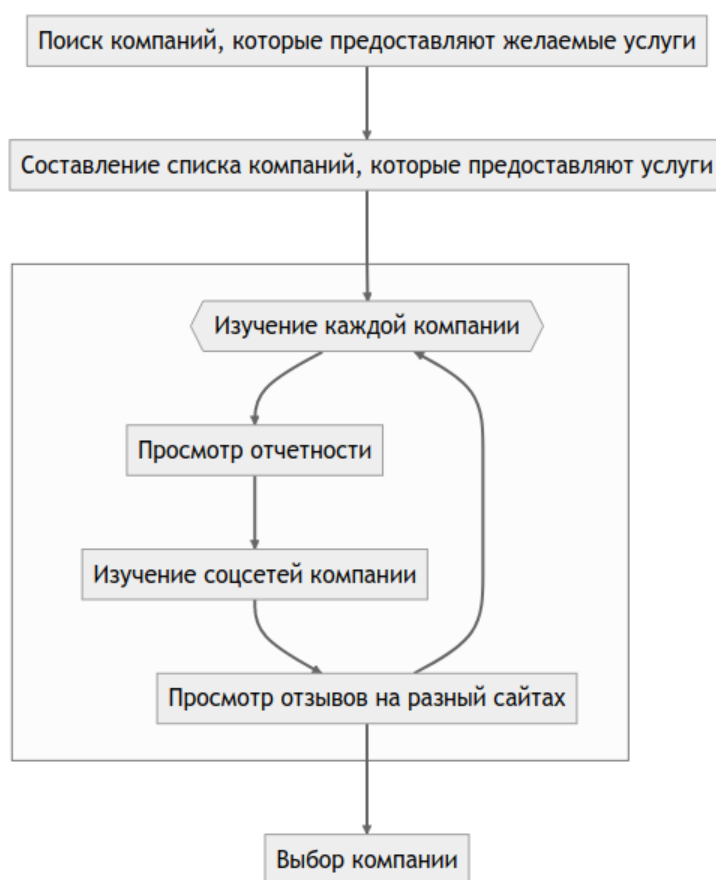 Поиск компаний, которые предоставляют желаемые услуги
Составление списка компаний, которые предоставляют услуги
Изучение каждой компании
Просмотр отчетности
Изучение соцсетей компании
Просмотр отзывов на разный сайтах
Выбор компании